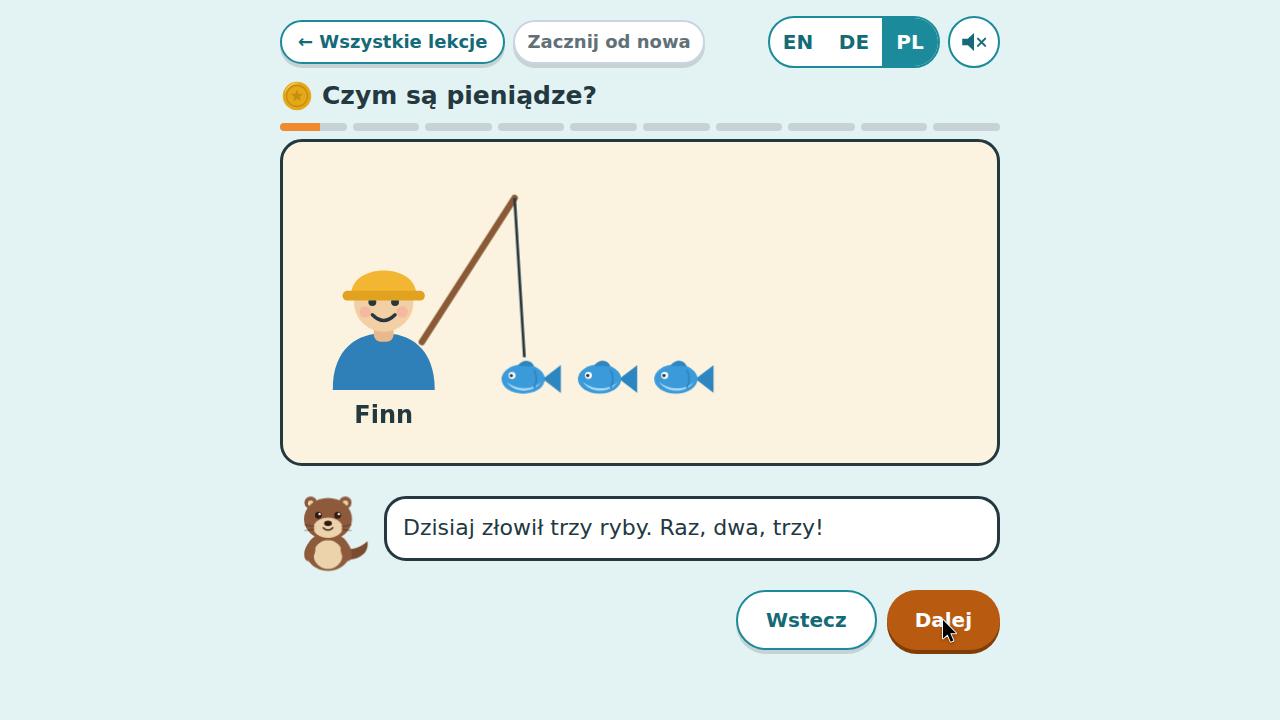 ← Wszystkie lekcje
Zacznij od nowa
EN DE PL
Czym są pieniądze?
Finn
Dzisiaj złowił trzy ryby. Raz, dwa, trzy!
Wstecz
Dalej